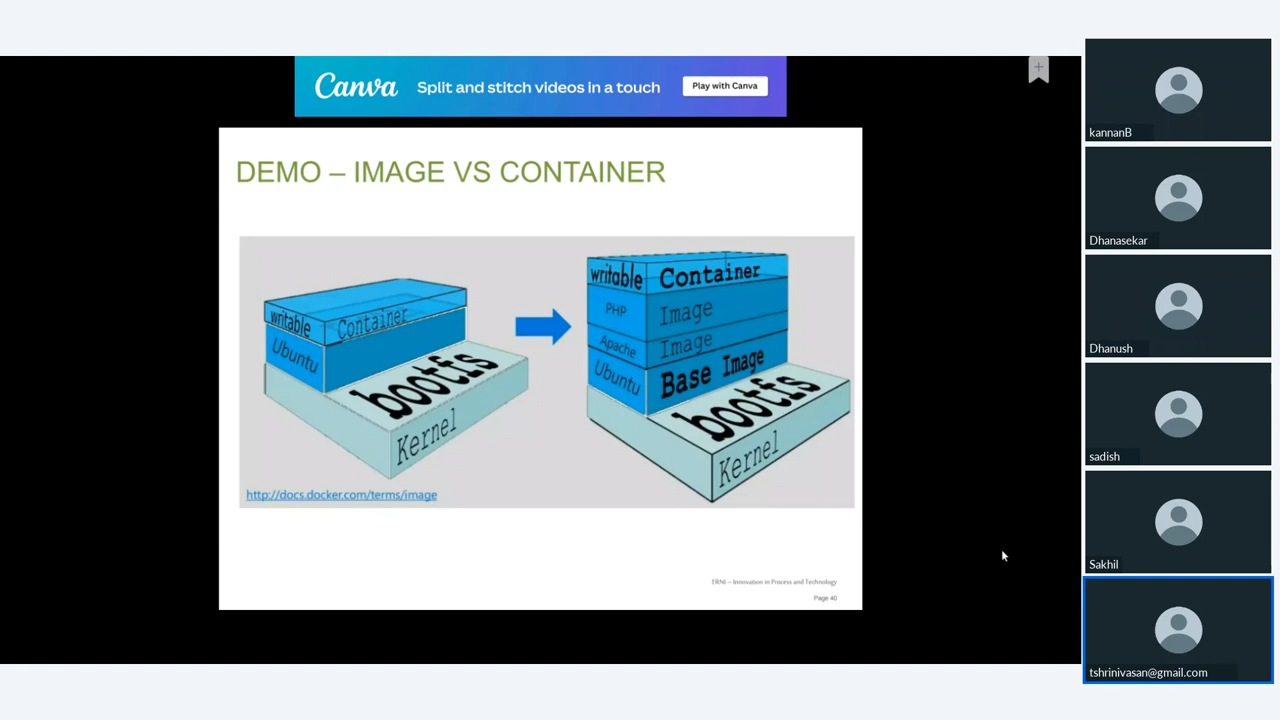 Canva Split and stitch videos in a touch Play with Canva
DEMO – IMAGE VS CONTAINER
writable Container
Ubuntu
bootfs
Kernel
writable Container
PHP Image
Apache Image
Ubuntu Base Image
bootfs
Kernel
http://docs.docker.com/terms/image
ERNI – Innovation in Process and Technology
Page 40
kannanB
Dhanasekar
Dhanush
sadish
Sakhil
tshrinivasan@gmail.com